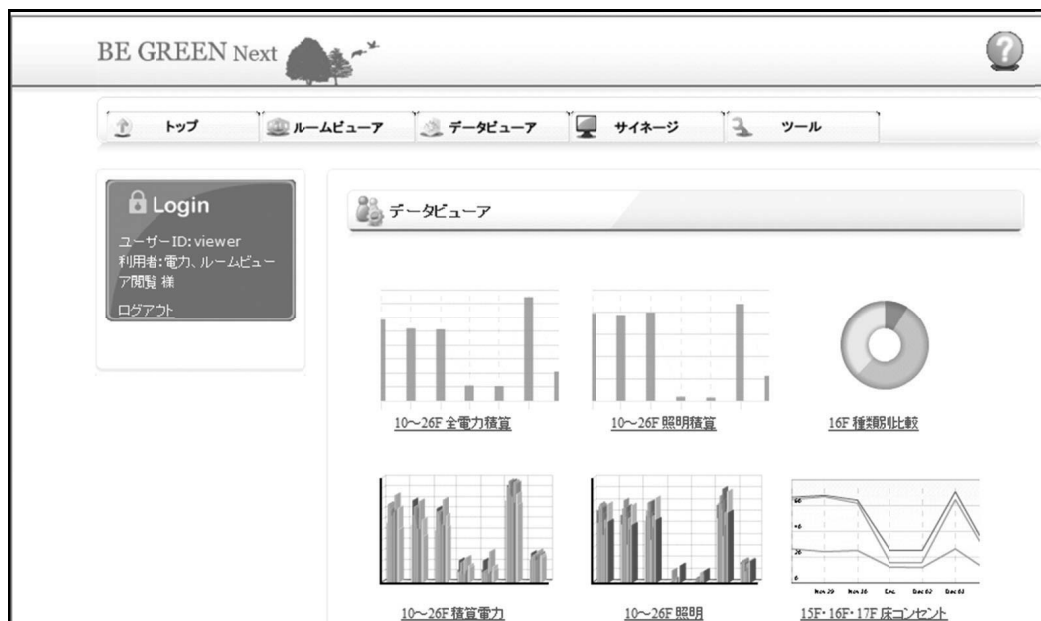 BE GREEN Next
?
トップ
ルームビューア
データビューア
サイネージ
ツール
Login
ユーザーID: viewer
利用者:電力、ルームビュー
ア閲覧 様
ログアウト
データビューア
10～26F 全電力積算
10～26F 照明積算
16F 種類別比較
10～26F 積算電力
10～26F 照明
15F・16F・17F 床コンセント